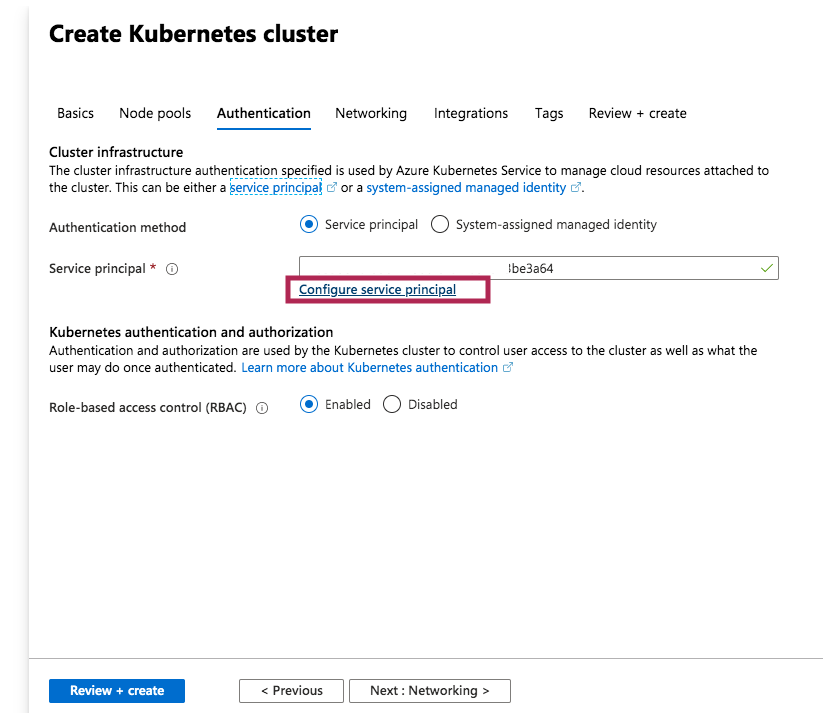 Create Kubernetes cluster
Basics Node pools Authentication Networking Integrations Tags Review + create
Cluster infrastructure
The cluster infrastructure authentication specified is used by Azure Kubernetes Service to manage cloud resources attached to
the cluster. This can be either a service principal or a system-assigned managed identity.
Authentication method Service principal System-assigned managed identity
Service principal * be3a64
Configure service principal
Kubernetes authentication and authorization
Authentication and authorization are used by the Kubernetes cluster to control user access to the cluster as well as what the
user may do once authenticated. Learn more about Kubernetes authentication
Role-based access control (RBAC) Enabled Disabled
Review + create < Previous Next : Networking >